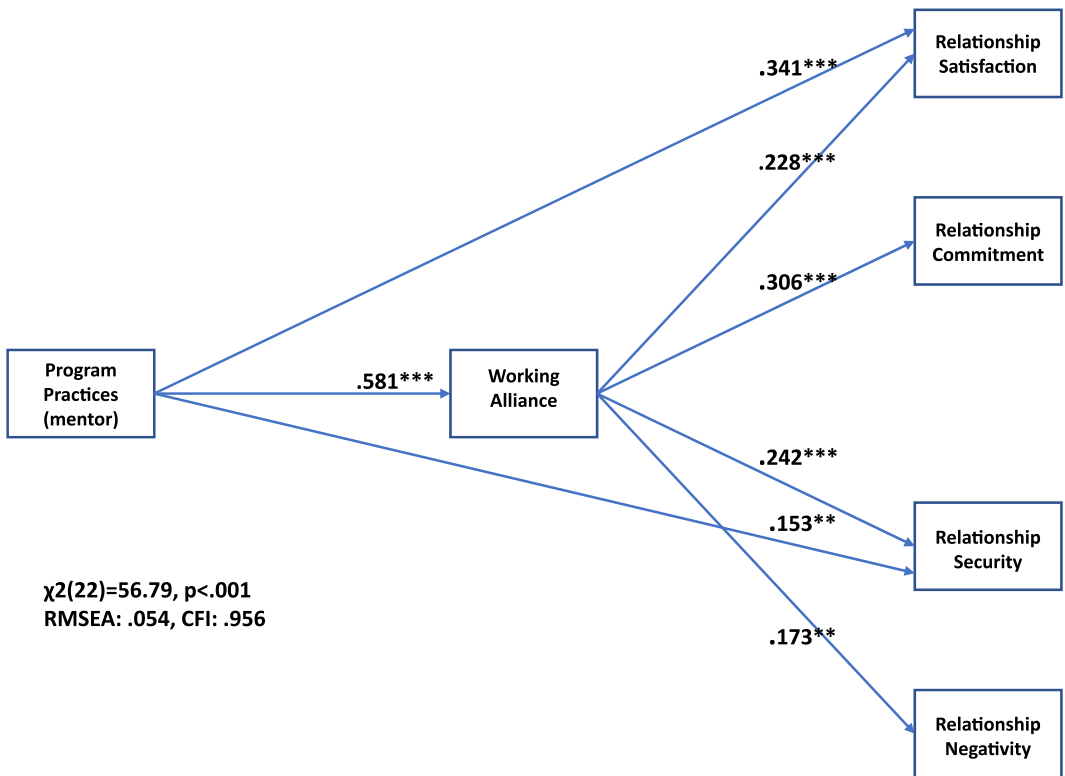 Relationship
Satisfaction
.341***
.228***
Relationship
Commitment
.306***
Program
Practices
(mentor)
.581***
Working
Alliance
.242***
.153**
Relationship
Security
χ2(22)=56.79, p<.001
RMSEA: .054, CFI: .956
.173**
Relationship
Negativity